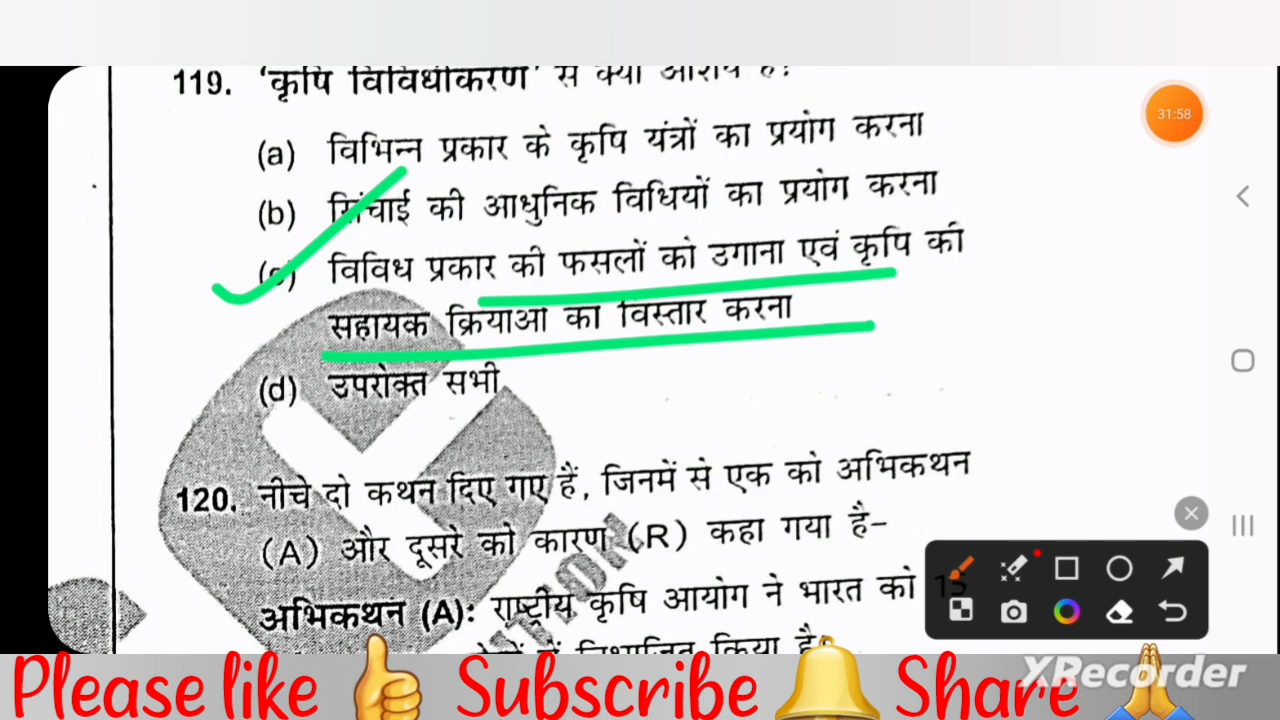 119. 'कृषि विविधीकरण' से क्या आशय है?
31:58
(a) विभिन्न प्रकार के कृषि यंत्रों का प्रयोग करना
(b) सिंचाई की आधुनिक विधियों का प्रयोग करना
(c) विविध प्रकार की फसलों को उगाना एवं कृषि की
सहायक क्रियाओं का विस्तार करना
(d) उपरोक्त सभी
120. नीचे दो कथन दिए गए हैं, जिनमें से एक को अभिकथन
(A) और दूसरे को कारण (R) कहा गया है–
अभिकथन (A): राष्ट्रीय कृषि आयोग ने भारत को 15
किया है
Please like Subscribe Share
XRecorder